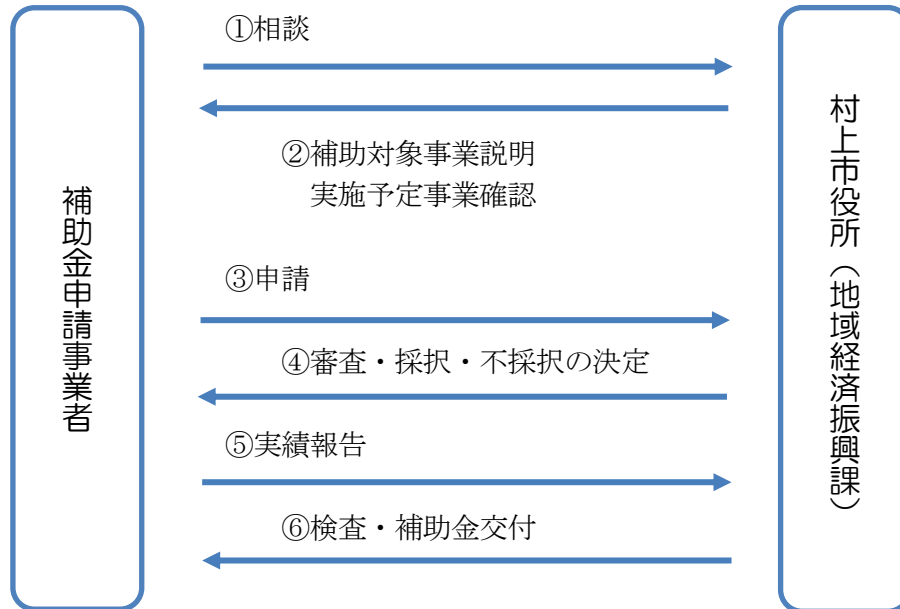 補助金申請事業者
①相談
②補助対象事業説明
実施予定事業確認
③申請
④審査・採択・不採択の決定
⑤実績報告
⑥検査・補助金交付
村上市役所（地域経済振興課）